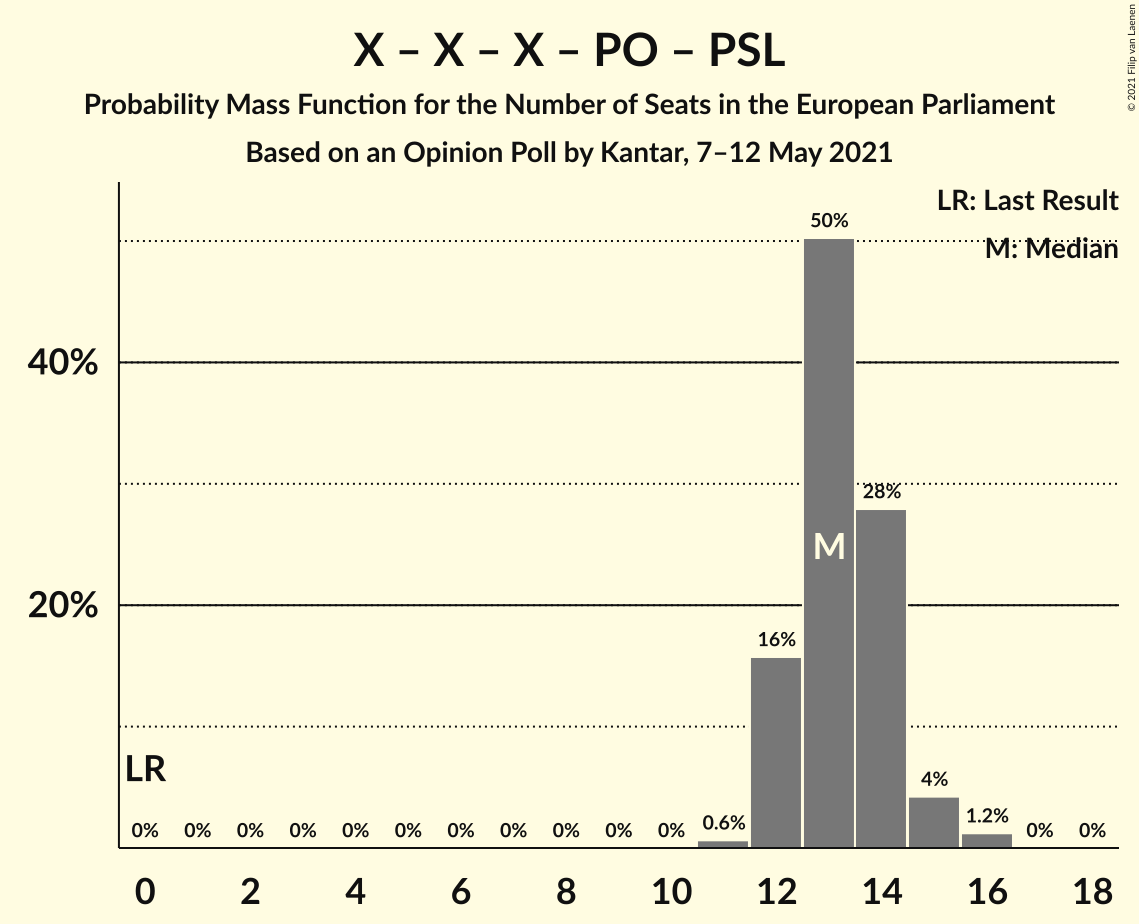 X – X – X – PO – PSL
Probability Mass Function for the Number of Seats in the European Parliament
Based on an Opinion Poll by Kantar, 7–12 May 2021
© 2021 Filip van Laenen
LR: Last Result
M: Median
40%
20%
50%
28%
16%
M
4%
1.2%
0.6%
LR
0% 0% 0% 0% 0% 0% 0% 0% 0% 0% 0% 0% 0%
0 2 4 6 8 10 12 14 16 18